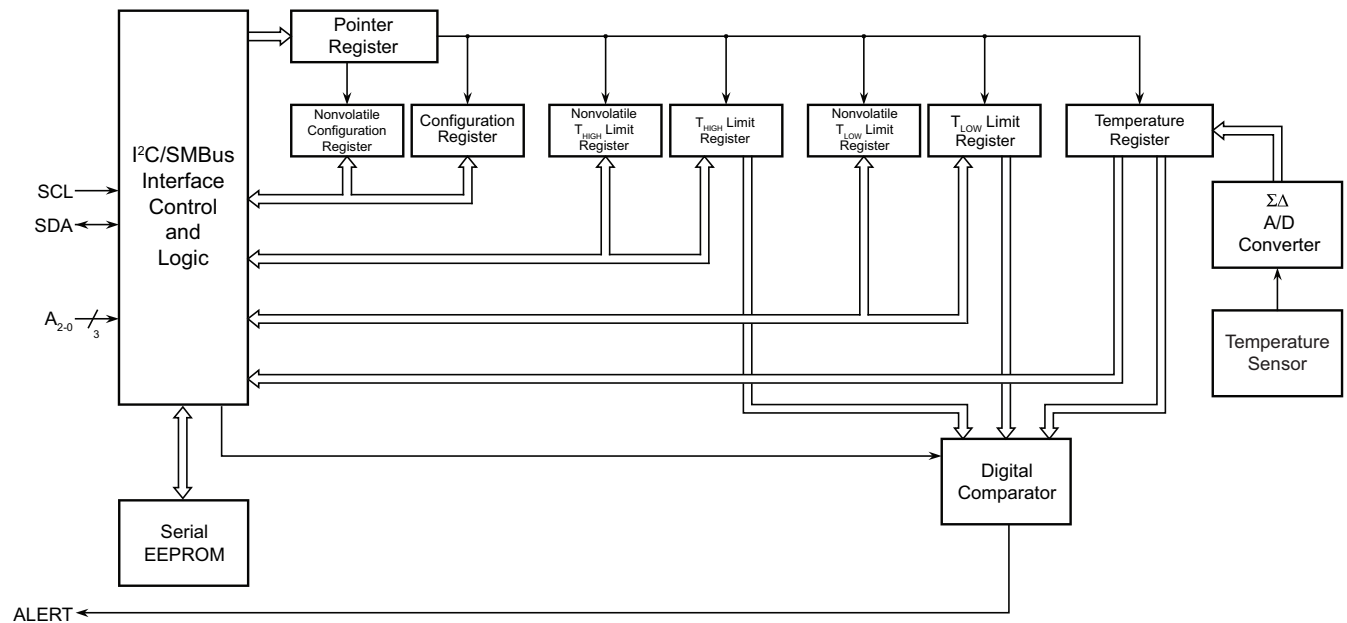 Pointer
Register
Nonvolatile
Configuration
Register
Configuration
Register
Nonvolatile
T_HIGH Limit
Register
T_HIGH Limit
Register
Nonvolatile
T_LOW Limit
Register
T_LOW Limit
Register
Temperature
Register
I²C/SMBus
Interface
Control
and
Logic
SCL
SDA
A_2-0
3
ΣΔ
A/D
Converter
Temperature
Sensor
Digital
Comparator
Serial
EEPROM
ALERT